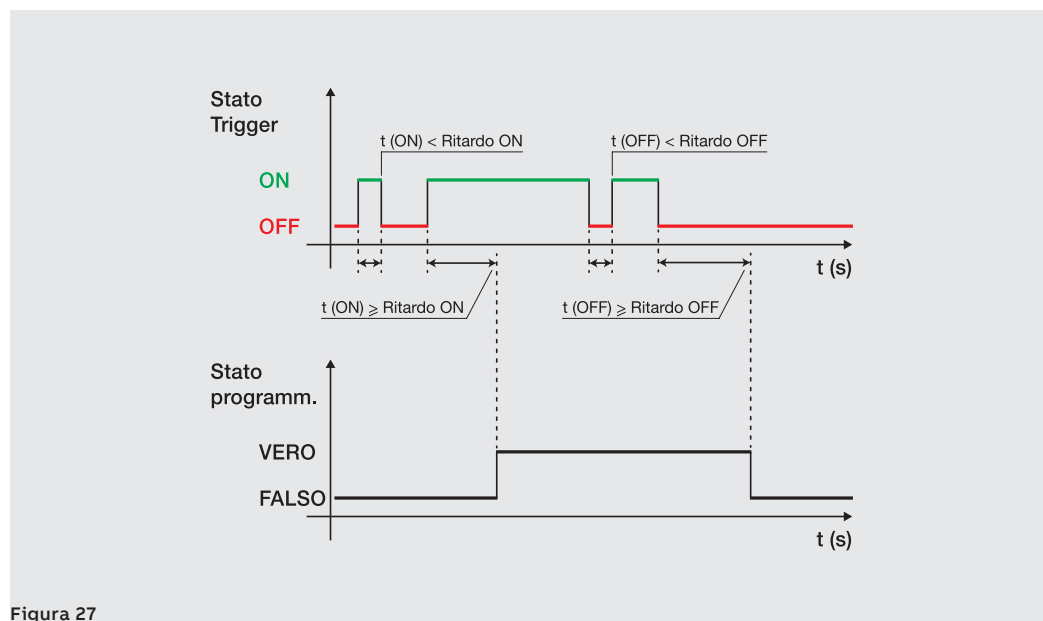 Stato
Trigger
t (ON) < Ritardo ON
t (OFF) < Ritardo OFF
ON
OFF
t (s)
t (ON) ⩾ Ritardo ON
t (OFF) ⩾ Ritardo OFF
Stato
programm.
VERO
FALSO
t (s)
Figura 27